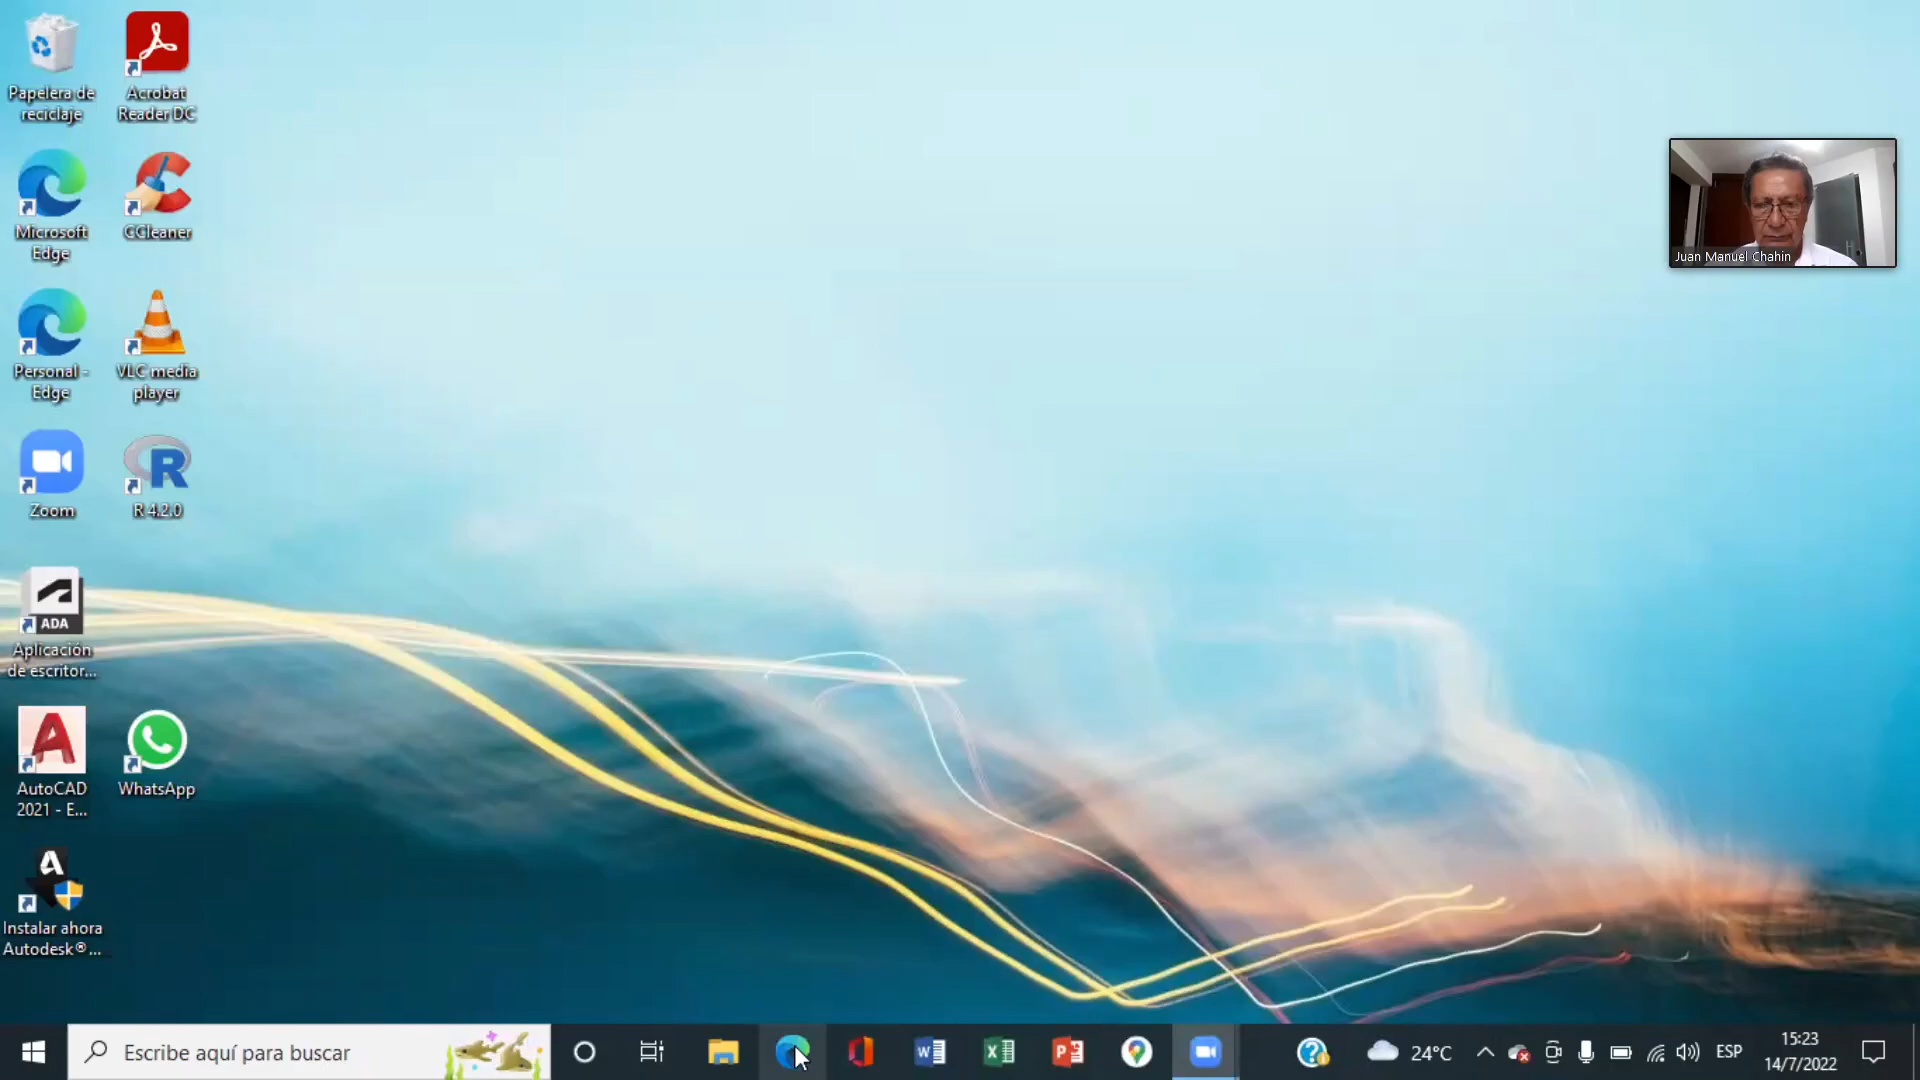 Papelera de
reciclaje
Acrobat
Reader DC
Microsoft
Edge
CCleaner
Personal -
Edge
VLC media
player
Zoom
R 4.2.0
ADA
Aplicación
de escritor...
AutoCAD
2021 - E...
WhatsApp
Instalar ahora
Autodesk®...
Juan Manuel Chahin
Escribe aquí para buscar
24°C
ESP
15:23
14/7/2022